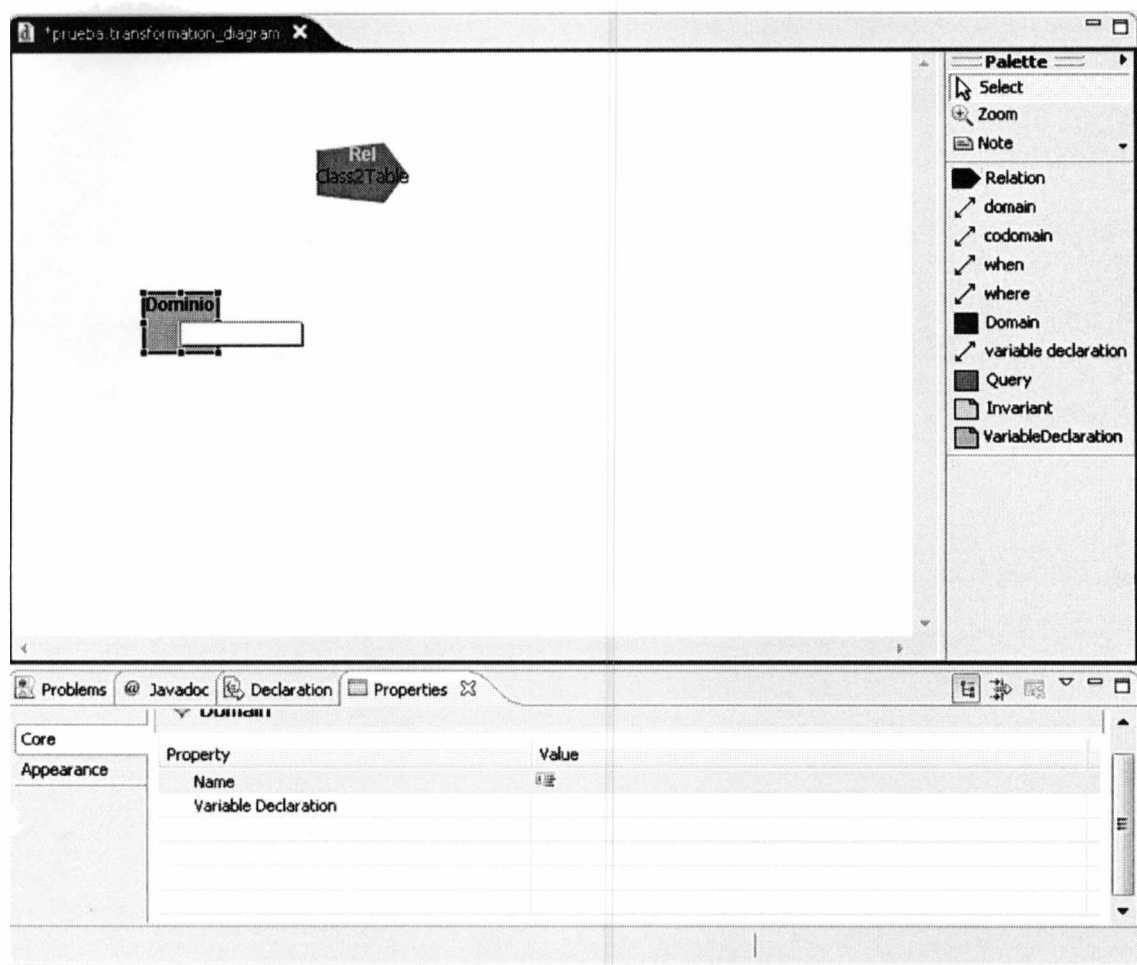 *prueba.transformation_diagram
Palette
Select
Zoom
Note
Relation
domain
codomain
when
where
Domain
variable declaration
Query
Invariant
VariableDeclaration
Rel
Class2Table
Dominio
Problems @ Javadoc Declaration Properties
Domain
Core
Appearance
Property Value
Name
Variable Declaration